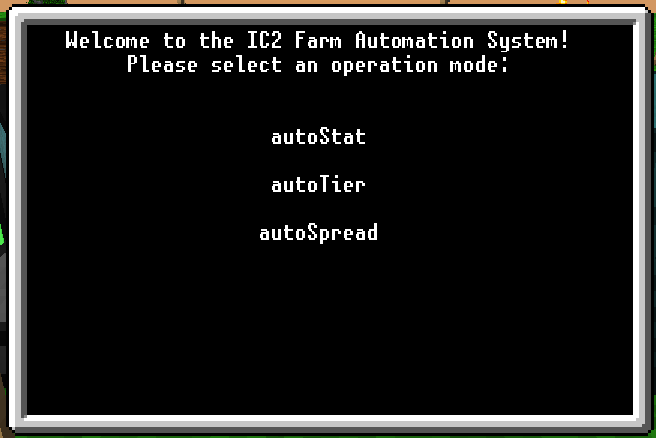 Welcome to the IC2 Farm Automation System!
Please select an operation mode:
autoStat
autoTier
autoSpread